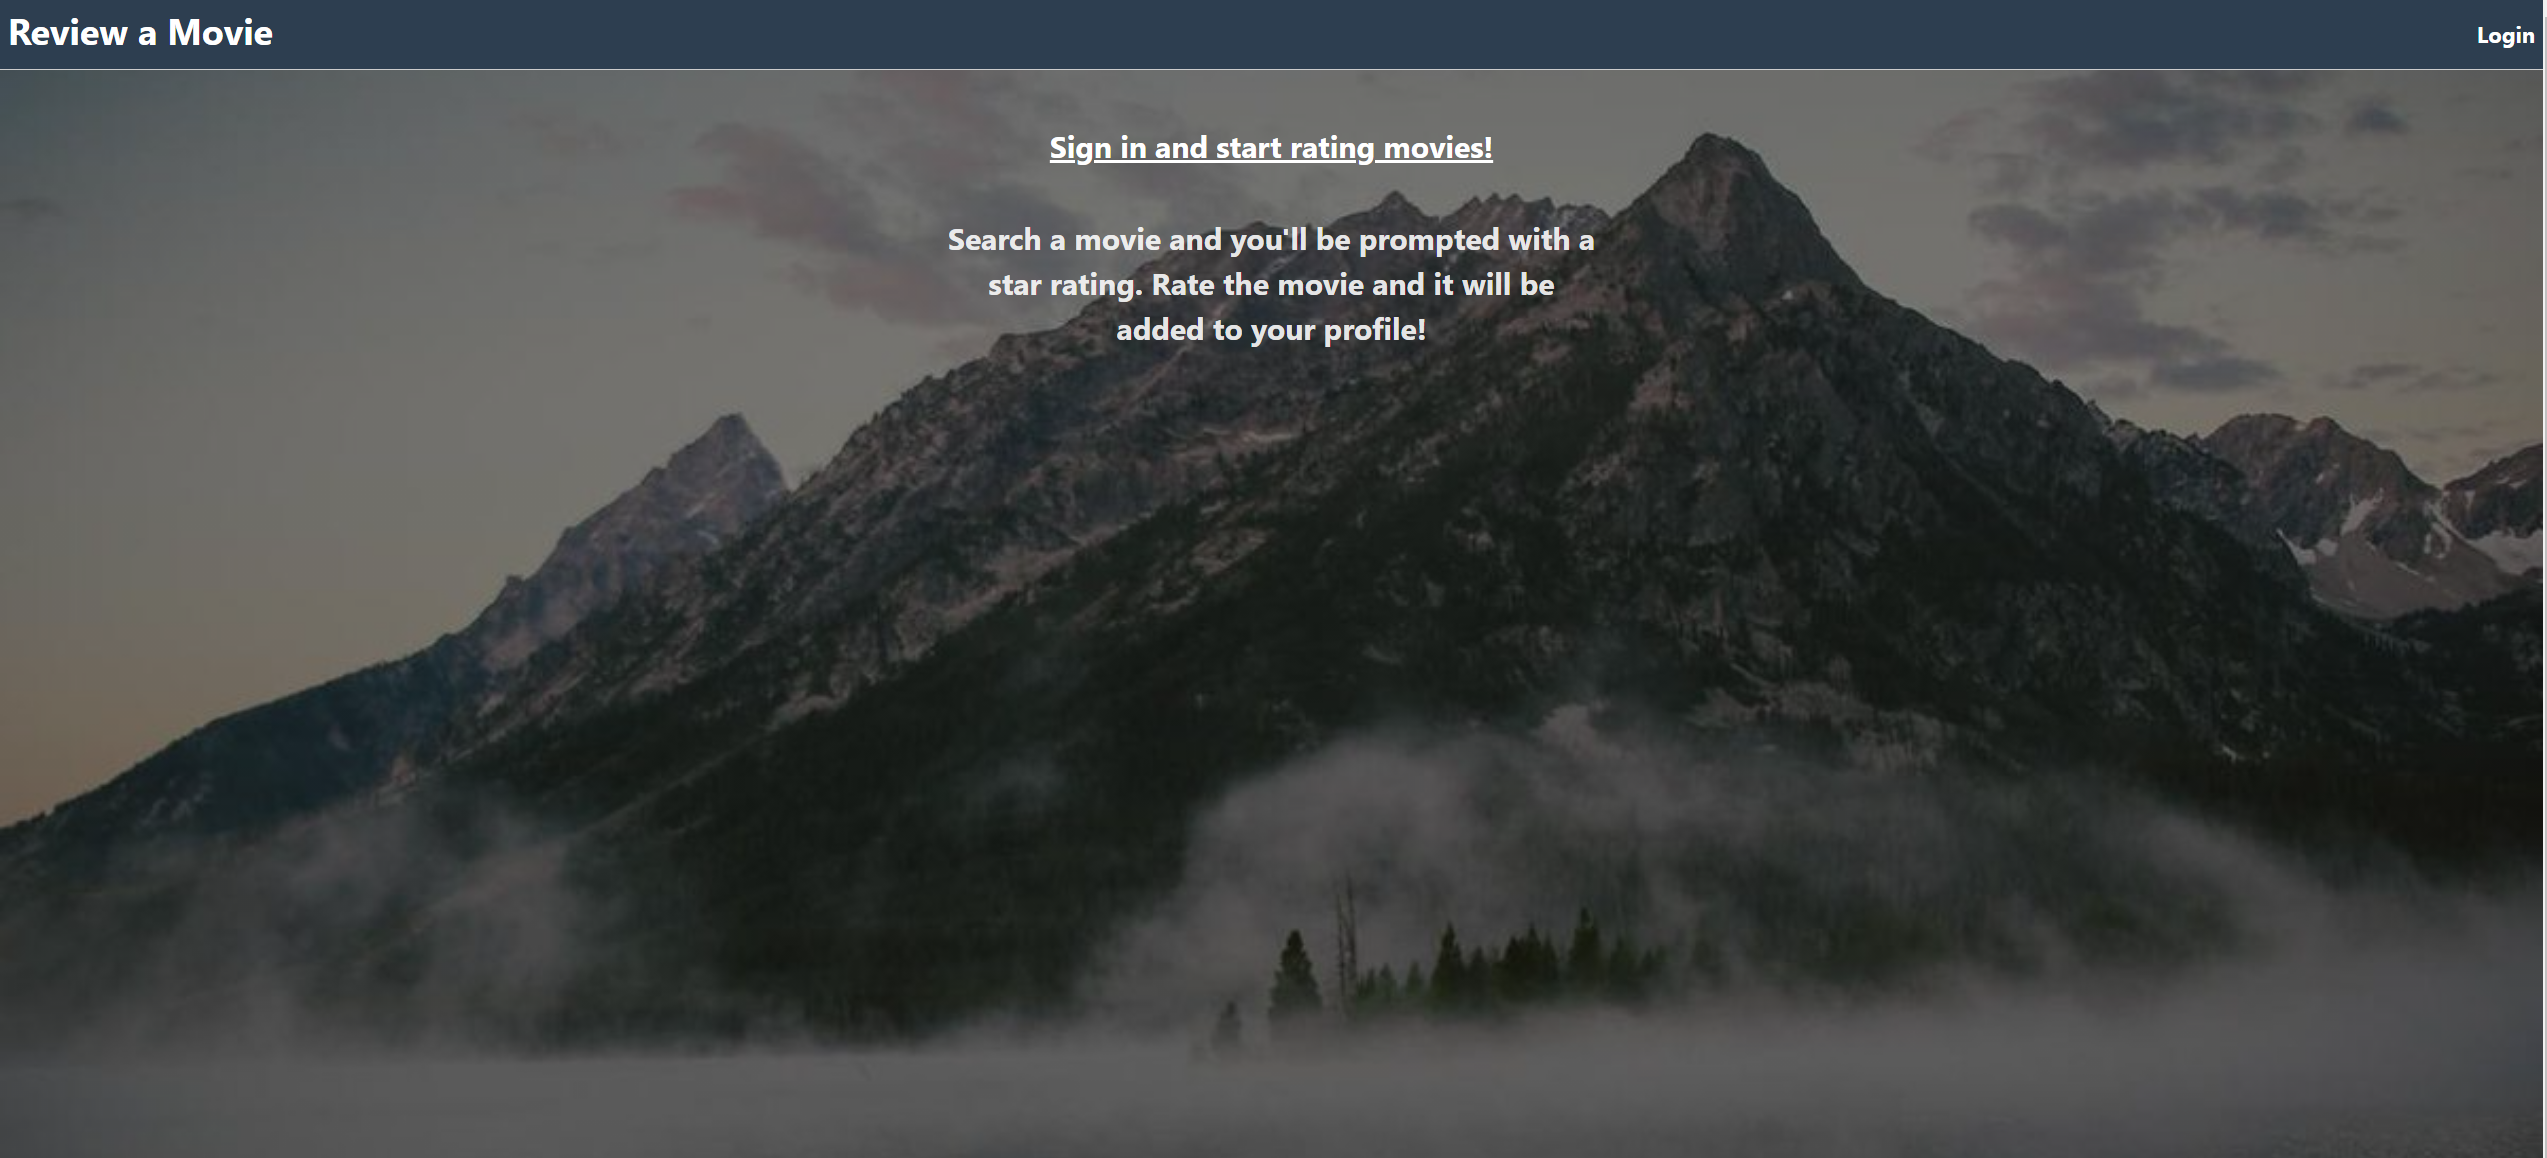 Review a Movie
Login
Sign in and start rating movies!
Search a movie and you'll be prompted with a
star rating. Rate the movie and it will be
added to your profile!